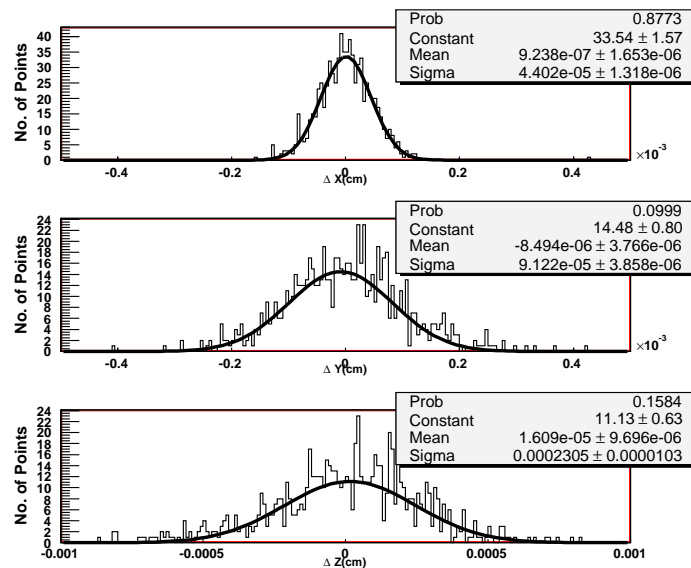 No. of Points
40
35
30
25
20
15
10
5
0
-0.4 -0.2 0 0.2 0.4
×10-3
Δ X(cm)
Prob 0.8773
Constant 33.54 ± 1.57
Mean 9.238e-07 ± 1.653e-06
Sigma 4.402e-05 ± 1.318e-06
No. of Points
24
22
20
18
16
14
12
10
8
6
4
2
0
-0.4 -0.2 0 0.2 0.4
×10-3
Δ Y(cm)
Prob 0.0999
Constant 14.48 ± 0.80
Mean -8.494e-06 ± 3.766e-06
Sigma 9.122e-05 ± 3.858e-06
No. of Points
24
22
20
18
16
14
12
10
8
6
4
2
0
-0.001 -0.0005 0 0.0005 0.001
Δ Z(cm)
Prob 0.1584
Constant 11.13 ± 0.63
Mean 1.609e-05 ± 9.696e-06
Sigma 0.0002305 ± 0.0000103